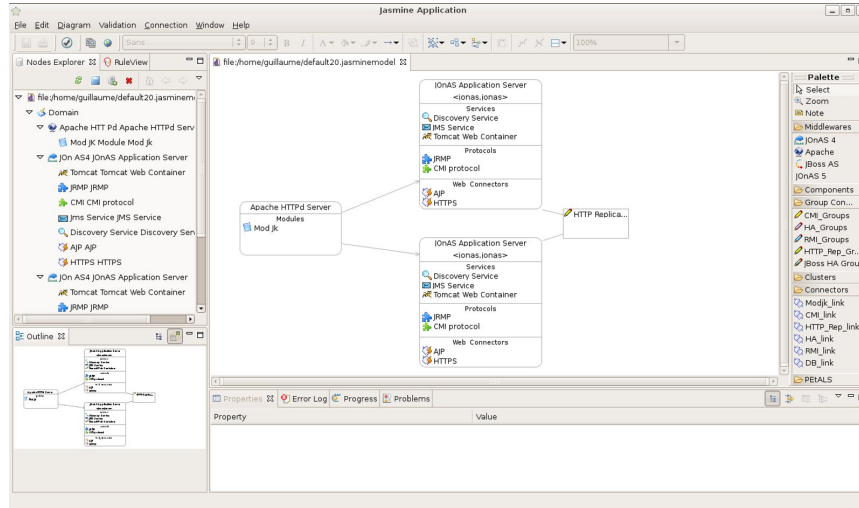 Jasmine Application
File Edit Diagram Validation Connection Window Help
Sans 9 B I A 100%
Nodes Explorer RuleView
file:/home/guillaume/default20.jasminem
Domain
Apache HTT Pd Apache HTTPd Serv
Mod JK Module Mod Jk
JOn AS4 JOnAS Application Server
Tomcat Tomcat Web Container
JRMP JRMP
CMI CMI protocol
Jms Service JMS Service
Discovery Service Discovery Serv
AJP AJP
HTTPS HTTPS
JOn AS4 JOnAS Application Server
Tomcat Tomcat Web Container
JRMP JRMP
Outline
file:/home/guillaume/default20.jasminemodel
JOnAS Application Server
<jonas,jonas>
Services
Discovery Service
JMS Service
Tomcat Web Container
Protocols
JRMP
CMI protocol
Web Connectors
AJP
HTTPS
Apache HTTPd Server
Modules
Mod Jk
HTTP Replica...
JOnAS Application Server
<jonas,jonas>
Services
Discovery Service
JMS Service
Tomcat Web Container
Protocols
JRMP
CMI protocol
Web Connectors
AJP
HTTPS
Palette
Select
Zoom
Note
Middlewares
JOnAS 4
Apache
JBoss AS
JOnAS 5
Components
Group Con...
CMI_Groups
HA_Groups
RMI_Groups
HTTP_Rep_Gr...
JBoss HA Grou
Clusters
Connectors
Modjk_link
CMI_link
HTTP_Rep_link
HA_link
RMI_link
DB_link
PEtALS
Properties Error Log Progress Problems
Property Value